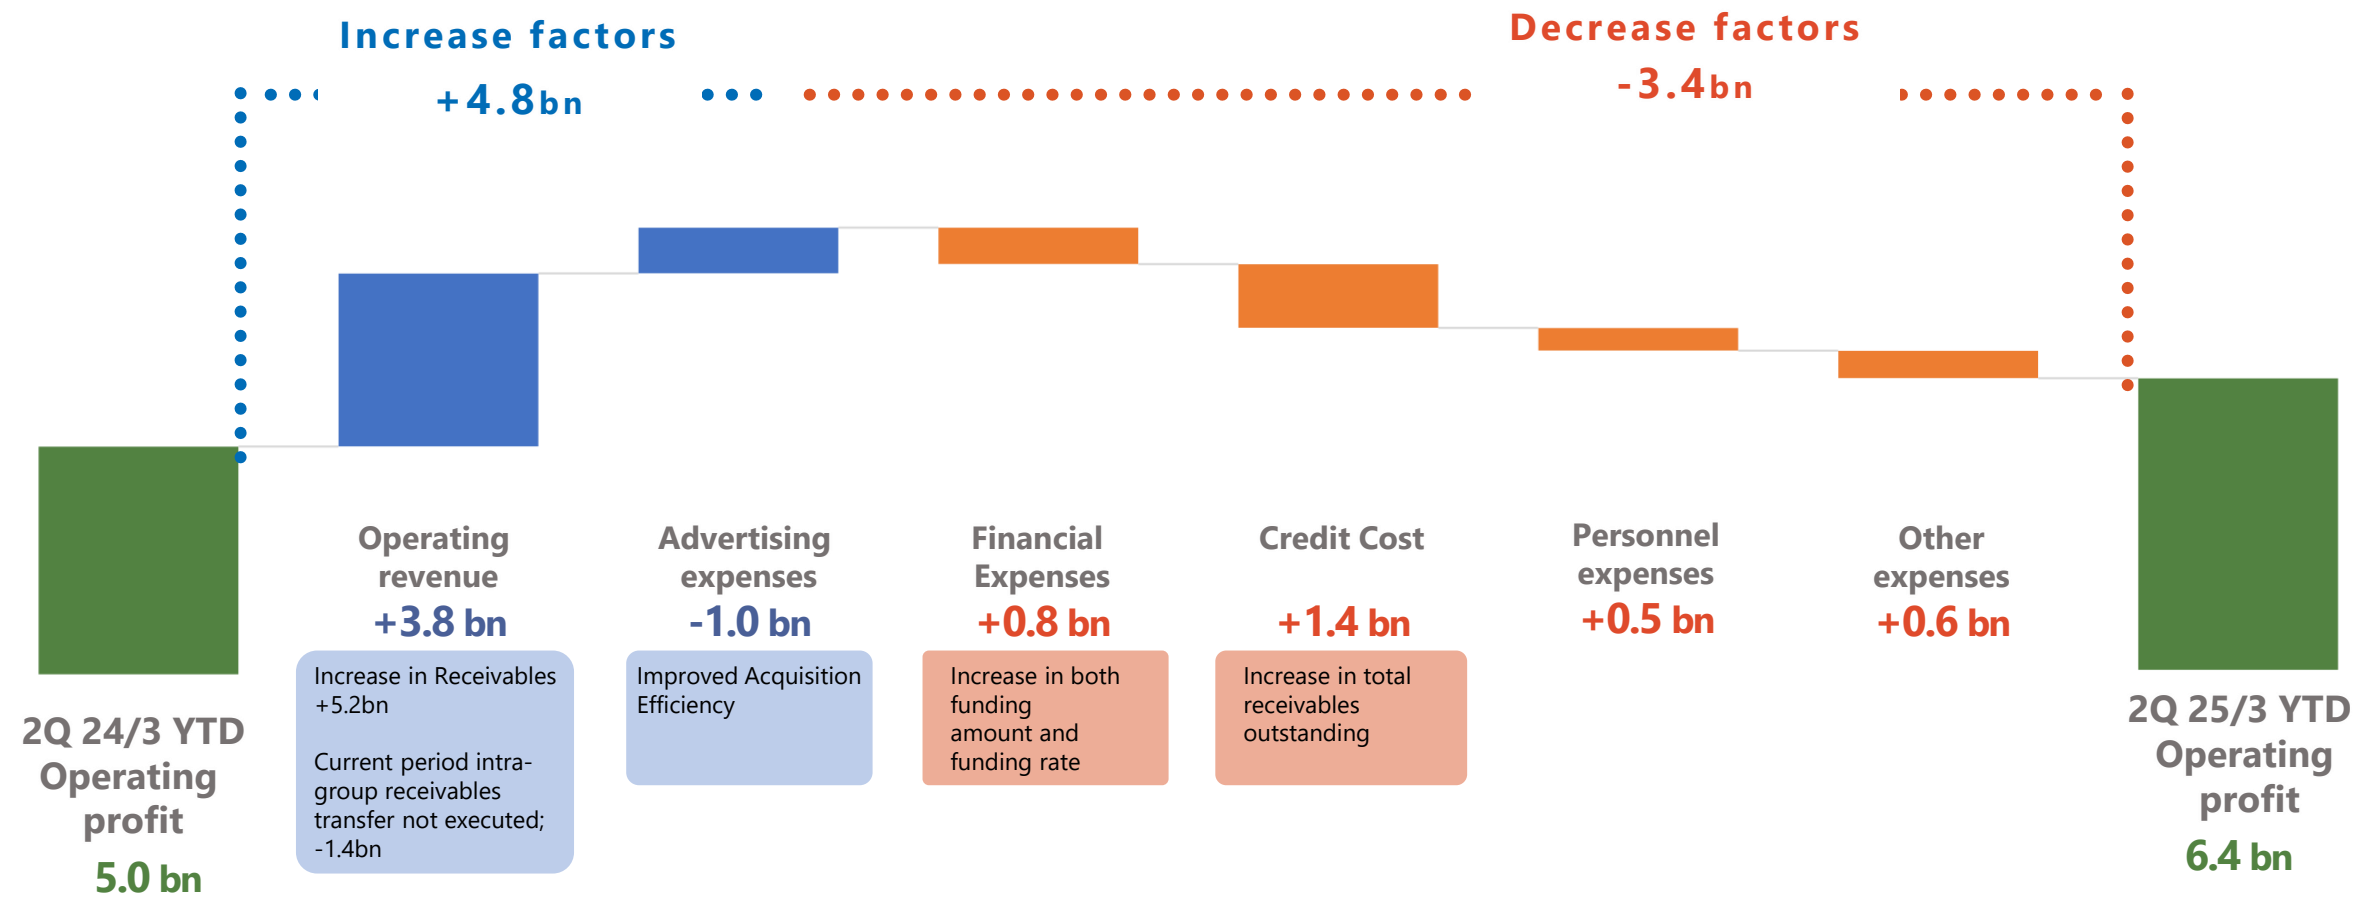 Increase factors
+4.8bn
Decrease factors
-3.4bn
2Q 24/3 YTD
Operating
profit
5.0 bn
Operating
revenue
+3.8 bn
Increase in Receivables
+5.2bn
Current period intra-
group receivables
transfer not executed;
-1.4bn
Advertising
expenses
-1.0 bn
Improved Acquisition
Efficiency
Financial
Expenses
+0.8 bn
Increase in both
funding
amount and
funding rate
Credit Cost
+1.4 bn
Increase in total
receivables
outstanding
Personnel
expenses
+0.5 bn
Other
expenses
+0.6 bn
2Q 25/3 YTD
Operating
profit
6.4 bn